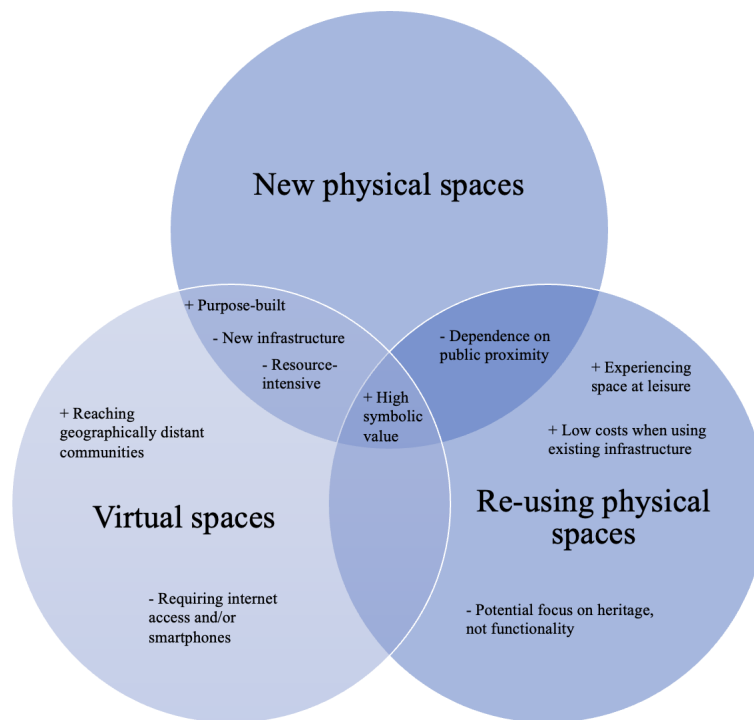 New physical spaces
+ Purpose-built
- New infrastructure
- Resource-
intensive
- Dependence on
public proximity
+ High
symbolic
value
+ Experiencing
space at leisure
+ Low costs when using
existing infrastructure
+ Reaching
geographically distant
communities
Virtual spaces
Re-using physical
spaces
- Requiring internet
access and/or
smartphones
- Potential focus on heritage,
not functionality